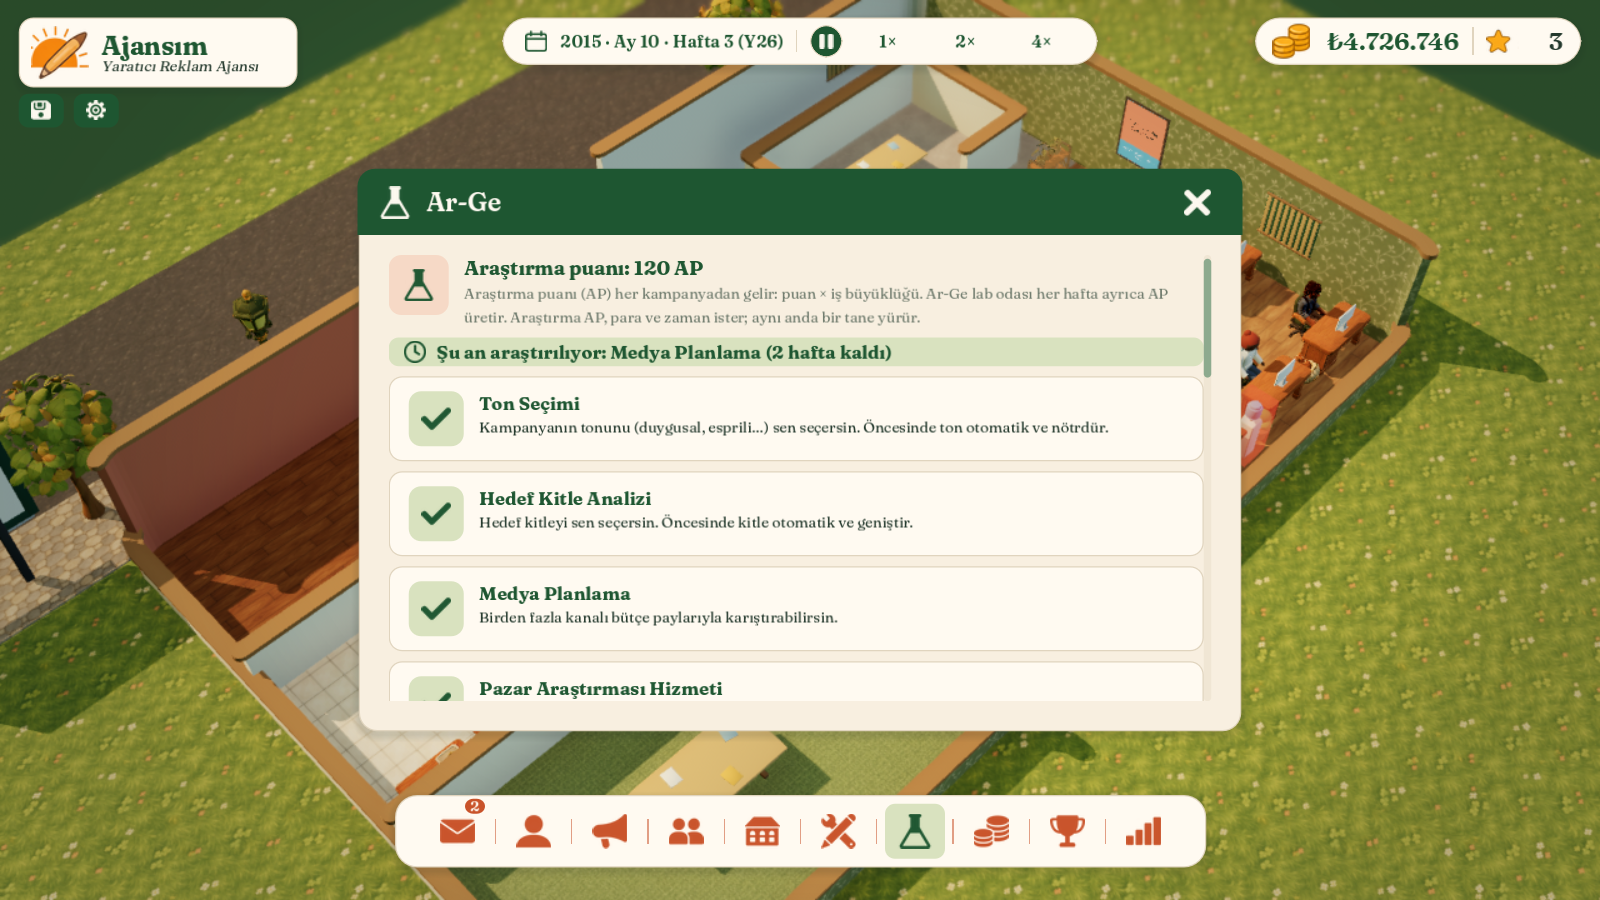 Ajansım
Yaratıcı Reklam Ajansı
2015 · Ay 10 · Hafta 3 (Y26)
1×
2×
4×
₺4.726.746
3
Ar-Ge
Araştırma puanı: 120 AP
Araştırma puanı (AP) her kampanyadan gelir: puan × iş büyüklüğü. Ar-Ge lab odası her hafta ayrıca AP
üretir. Araştırma AP, para ve zaman ister; aynı anda bir tane yürür.
Şu an araştırılıyor: Medya Planlama (2 hafta kaldı)
Ton Seçimi
Kampanyanın tonunu (duygusal, esprili…) sen seçersin. Öncesinde ton otomatik ve nötrdür.
Hedef Kitle Analizi
Hedef kitleyi sen seçersin. Öncesinde kitle otomatik ve geniştir.
Medya Planlama
Birden fazla kanalı bütçe paylarıyla karıştırabilirsin.
Pazar Araştırması Hizmeti
2